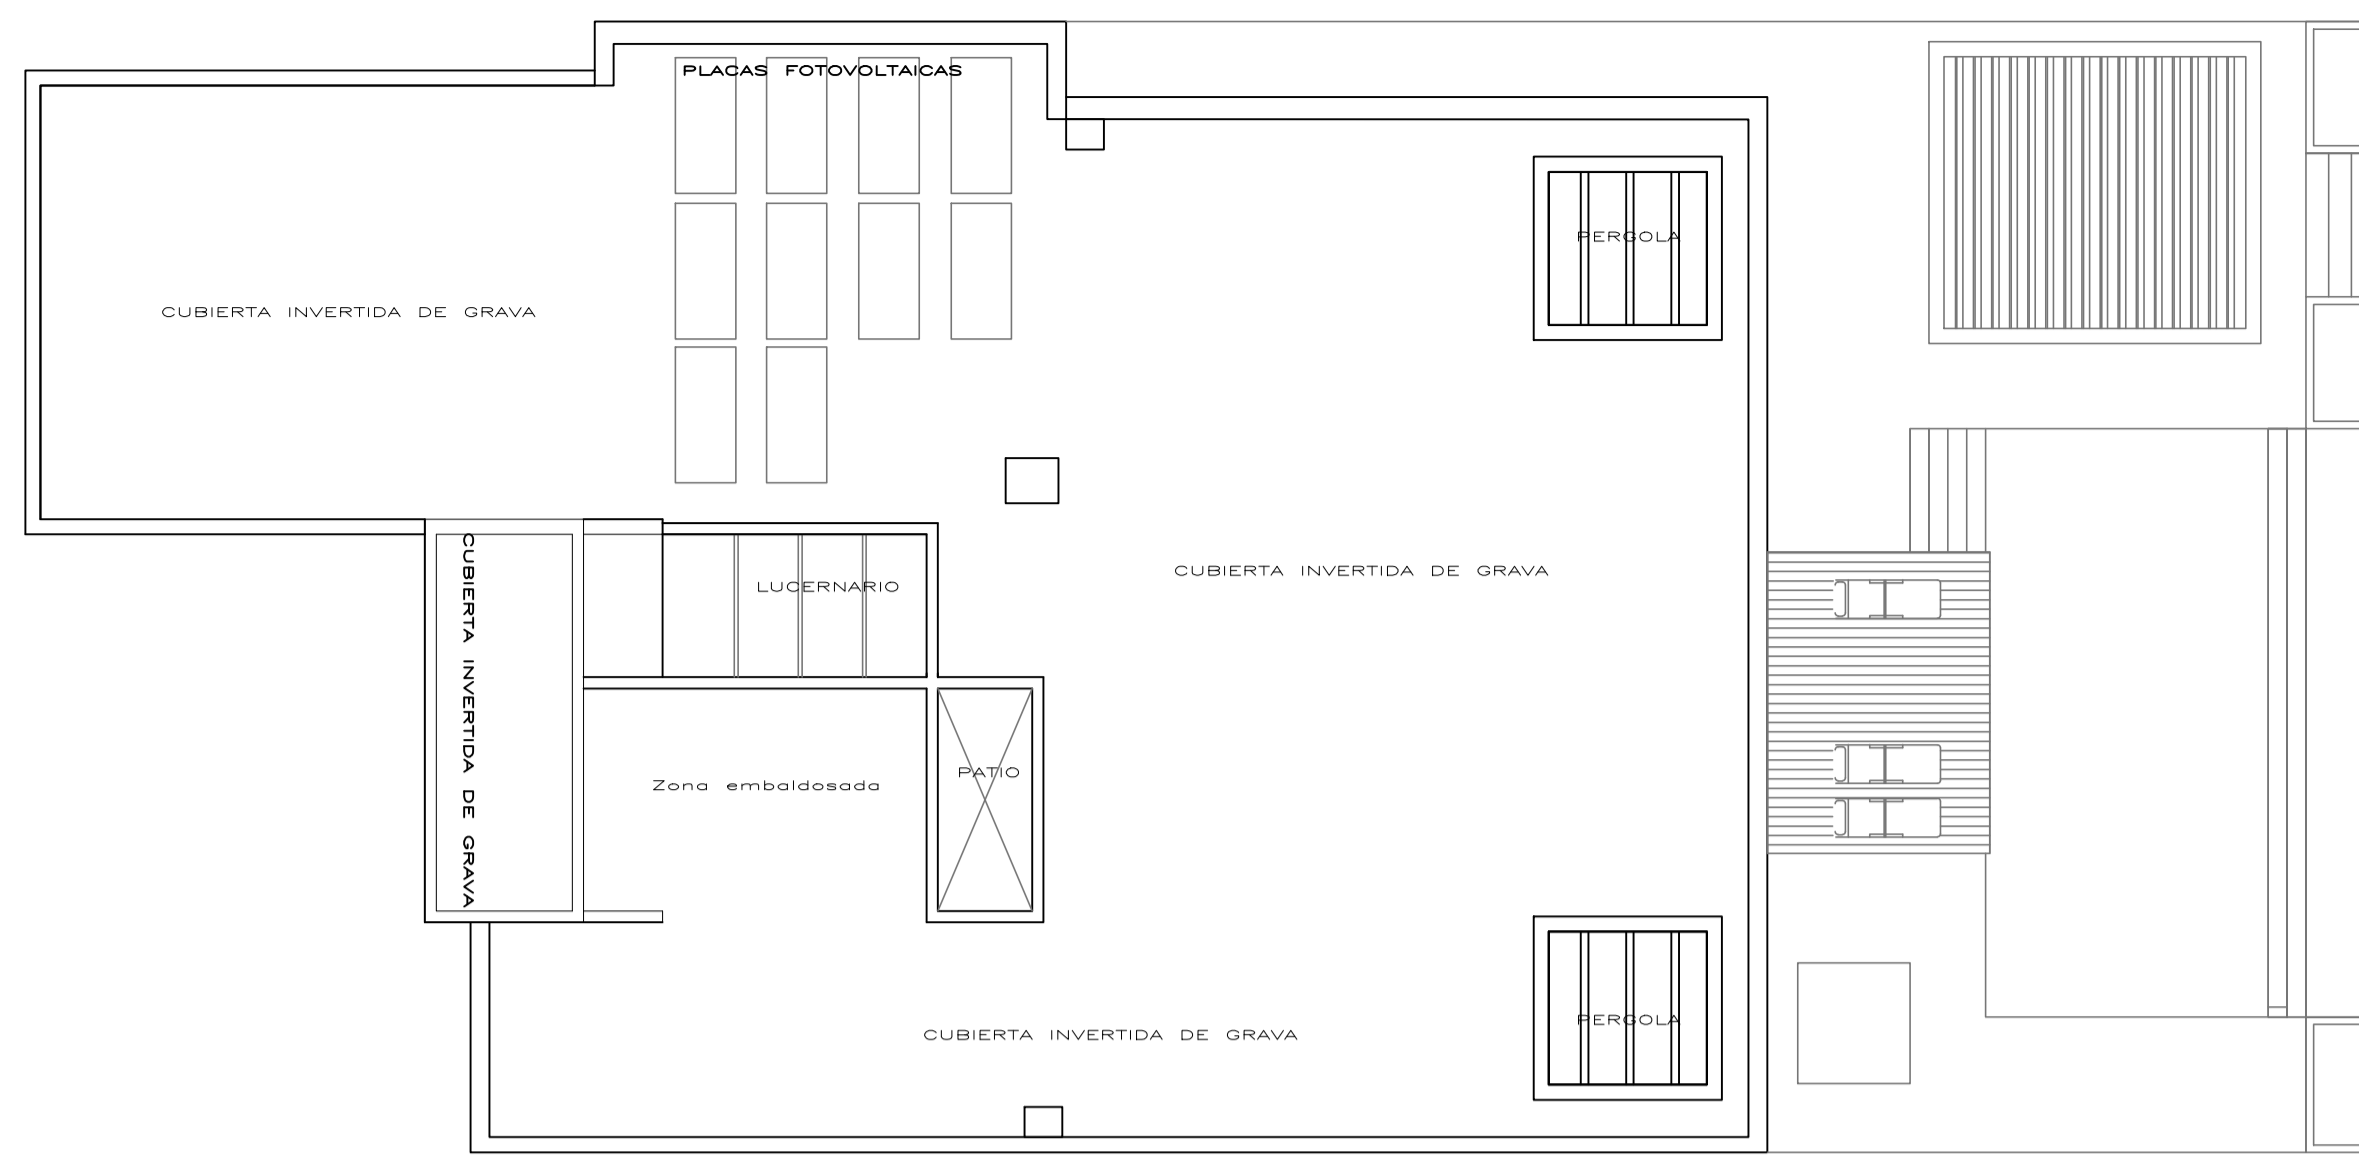 PLACAS FOTOVOLTAICAS
PERGOLA
CUBIERTA INVERTIDA DE GRAVA
CUBIERTA INVERTIDA DE GRAVA
LUCERNARIO
CUBIERTA INVERTIDA DE GRAVA
Zona embaldosada
PATIO
CUBIERTA INVERTIDA DE GRAVA
PERGOLA